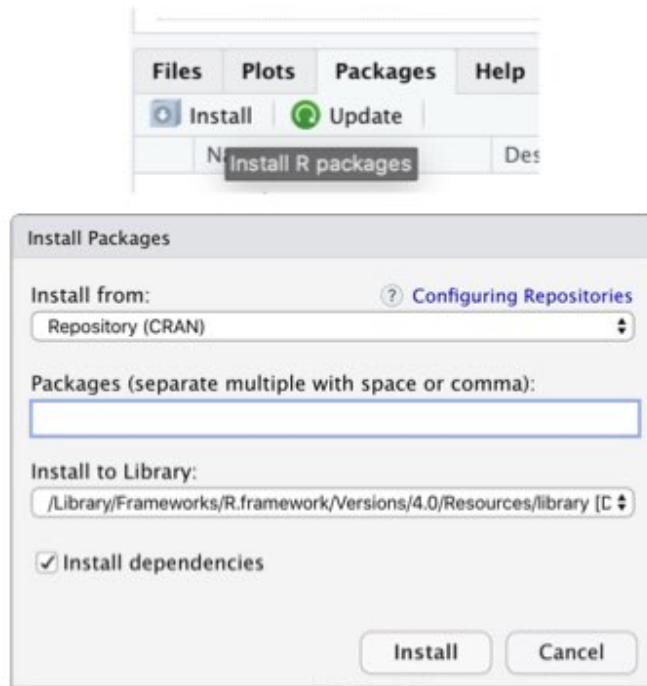 Files Plots Packages Help
Install Update
Install R packages Des
Install Packages
Install from: ? Configuring Repositories
Repository (CRAN)
Packages (separate multiple with space or comma):
Install to Library:
/Library/Frameworks/R.framework/Versions/4.0/Resources/library [D
Install dependencies
Install Cancel